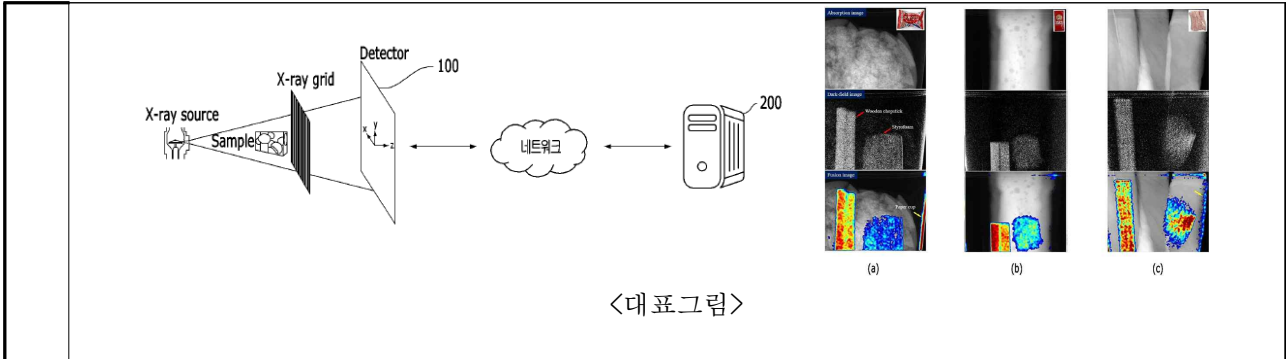 Detector
100
X-ray grid
X-ray source
Sample
x
y
z
네트워크
200
Absorption image
Dark-field image
Wooden chopstick
Styrofoam
Fusion image
Paper cup
(a)
(b)
(c)
<대표그림>